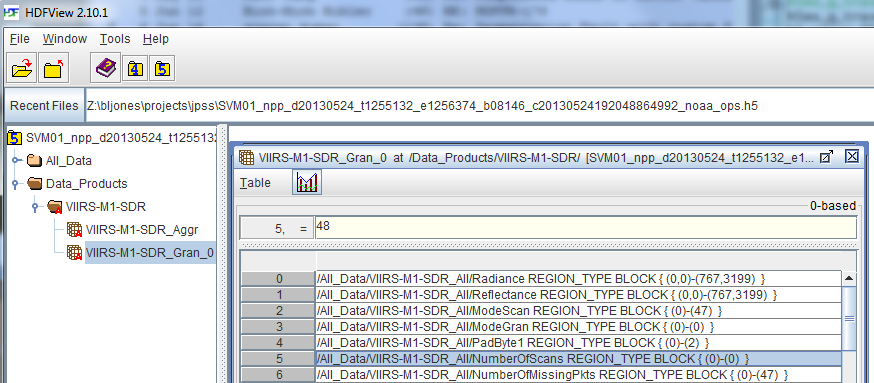 HDFView 2.10.1
File Window Tools Help
Recent Files Z:\bljones\projects\jpss\SVM01_npp_d20130524_t1255132_e1256374_b08146_c20130524192048864992_noaa_ops.h5
SVM01_npp_d20130524_t1255132
All_Data
Data_Products
VIIRS-M1-SDR
VIIRS-M1-SDR_Aggr
VIIRS-M1-SDR_Gran_0
VIIRS-M1-SDR_Gran_0 at /Data_Products/VIIRS-M1-SDR/ [SVM01_npp_d20130524_t1255132_e1...
Table
0-based
5, = 48
0 /All_Data/VIIRS-M1-SDR_All/Radiance REGION_TYPE BLOCK { (0,0)-(767,3199) }
1 /All_Data/VIIRS-M1-SDR_All/Reflectance REGION_TYPE BLOCK { (0,0)-(767,3199) }
2 /All_Data/VIIRS-M1-SDR_All/ModeScan REGION_TYPE BLOCK { (0)-(47) }
3 /All_Data/VIIRS-M1-SDR_All/ModeGran REGION_TYPE BLOCK { (0)-(0) }
4 /All_Data/VIIRS-M1-SDR_All/PadByte1 REGION_TYPE BLOCK { (0)-(2) }
5 /All_Data/VIIRS-M1-SDR_All/NumberOfScans REGION_TYPE BLOCK { (0)-(0) }
6 /All_Data/VIIRS-M1-SDR_All/NumberOfMissingPkts REGION_TYPE BLOCK { (0)-(47) }